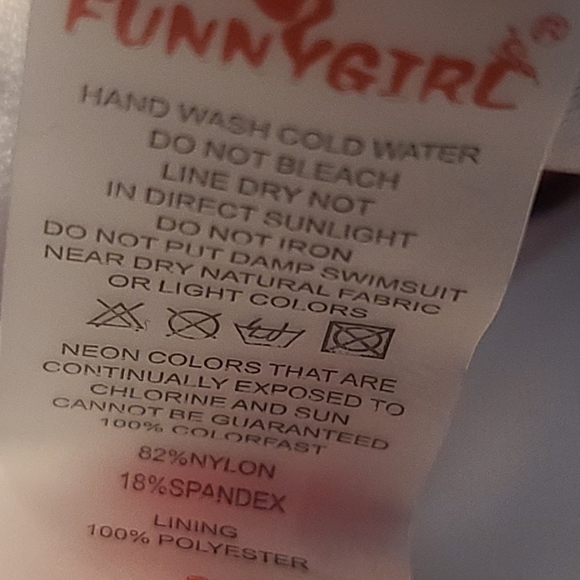 FUNNYGIRL®
HAND WASH COLD WATER
DO NOT BLEACH
LINE DRY NOT
IN DIRECT SUNLIGHT
DO NOT IRON
DO NOT PUT DAMP SWIMSUIT
NEAR DRY NATURAL FABRIC
OR LIGHT COLORS
NEON COLORS THAT ARE
CONTINUALLY EXPOSED TO
CHLORINE AND SUN
CANNOT BE GUARANTEED
100% COLORFAST
82%NYLON
18%SPANDEX
LINING
100% POLYESTER